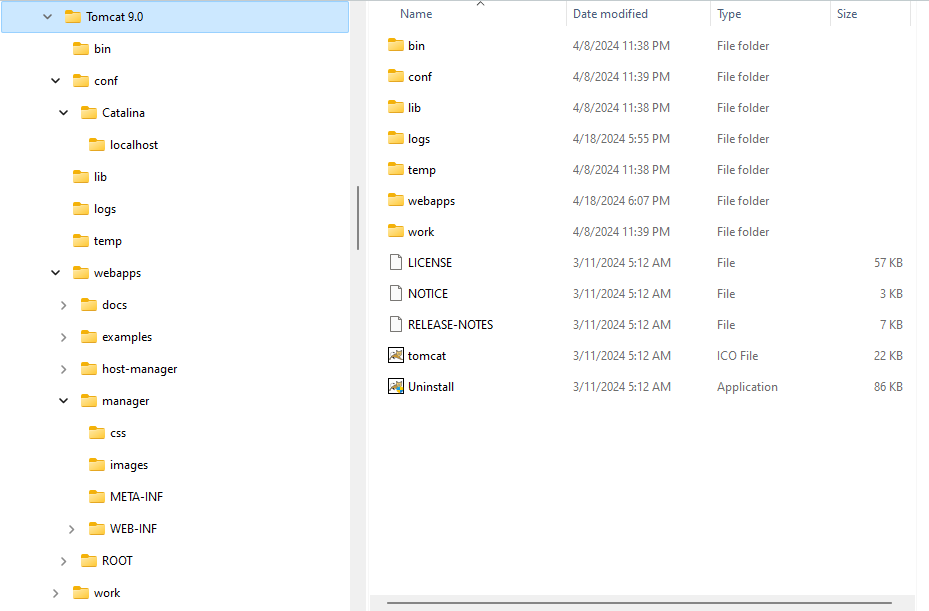 Tomcat 9.0
bin
conf
Catalina
localhost
lib
logs
temp
webapps
docs
examples
host-manager
manager
css
images
META-INF
WEB-INF
ROOT
work
Name Date modified Type Size
bin 4/8/2024 11:38 PM File folder
conf 4/8/2024 11:39 PM File folder
lib 4/8/2024 11:38 PM File folder
logs 4/18/2024 5:55 PM File folder
temp 4/8/2024 11:38 PM File folder
webapps 4/18/2024 6:07 PM File folder
work 4/8/2024 11:39 PM File folder
LICENSE 3/11/2024 5:12 AM File 57 KB
NOTICE 3/11/2024 5:12 AM File 3 KB
RELEASE-NOTES 3/11/2024 5:12 AM File 7 KB
tomcat 3/11/2024 5:12 AM ICO File 22 KB
Uninstall 3/11/2024 5:12 AM Application 86 KB